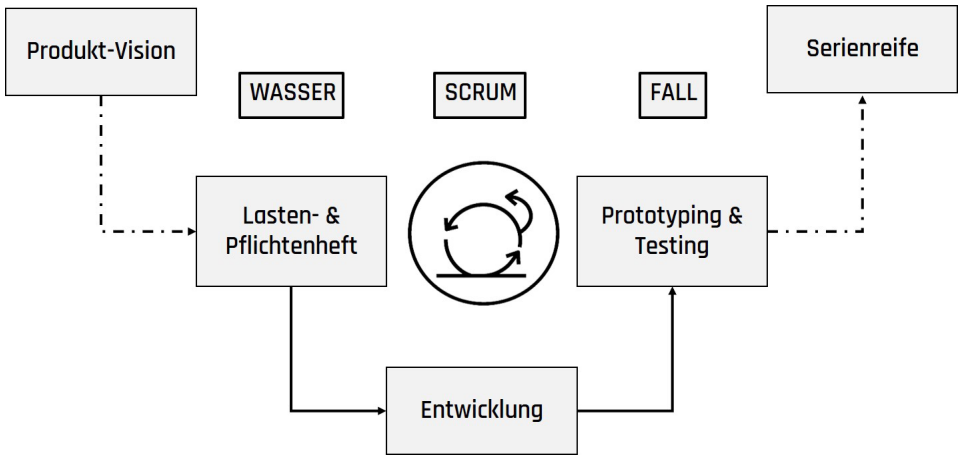 Produkt-Vision
Serienreife
WASSER
SCRUM
FALL
Lasten- &
Pflichtenheft
Prototyping &
Testing
Entwicklung